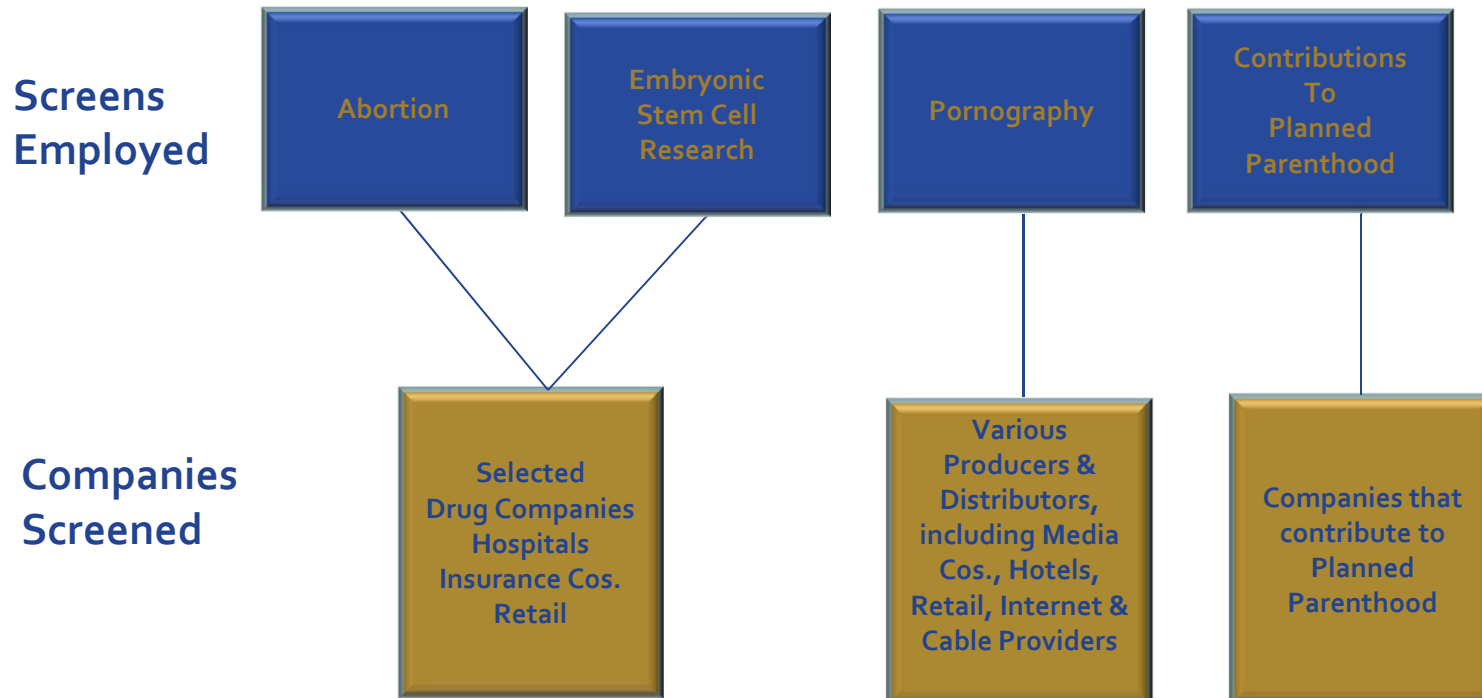 Screens
Employed
Abortion
Embryonic
Stem Cell
Research
Pornography
Contributions
To
Planned
Parenthood
Companies
Screened
Selected
Drug Companies
Hospitals
Insurance Cos.
Retail
Various
Producers &
Distributors,
including Media
Cos., Hotels,
Retail, Internet &
Cable Providers
Companies that
contribute to
Planned
Parenthood